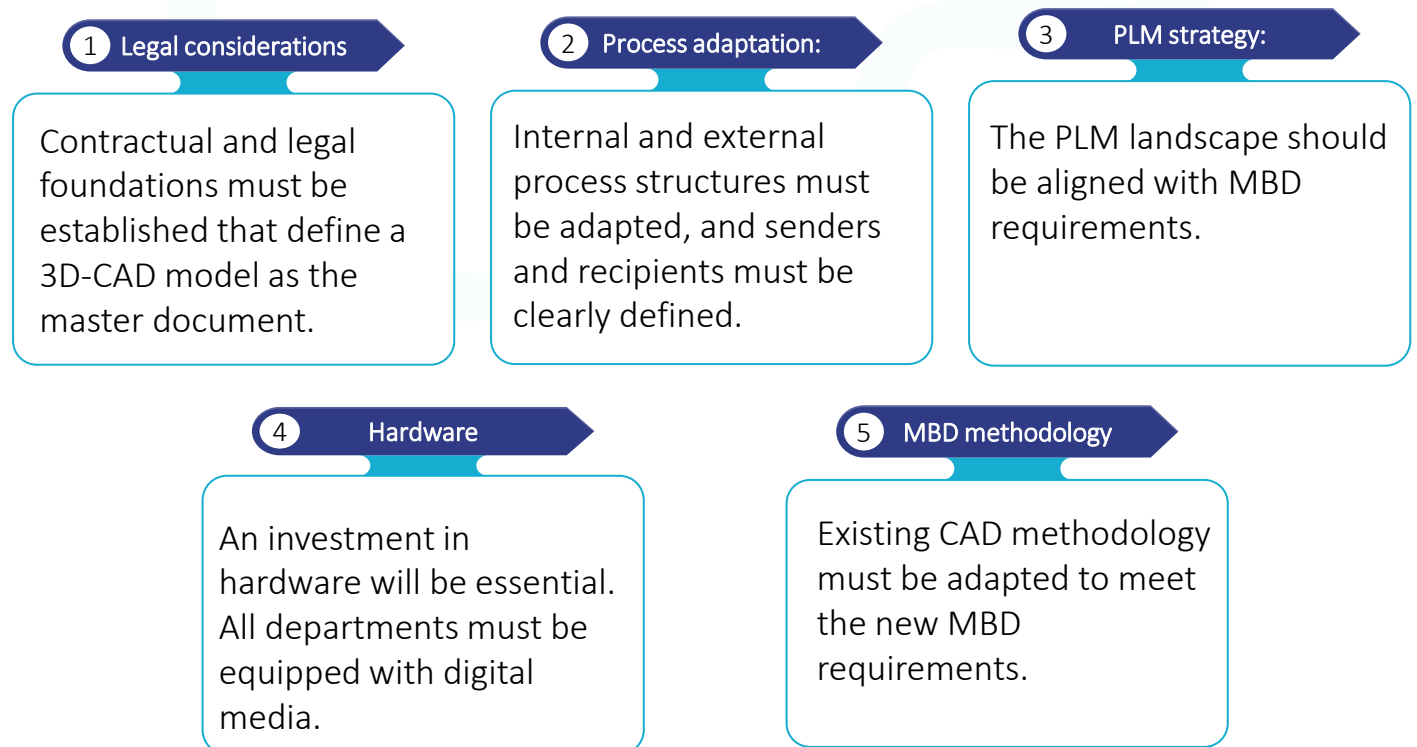 1 Legal considerations
Contractual and legal
foundations must be
established that define a
3D-CAD model as the
master document.
2 Process adaptation:
Internal and external
process structures must
be adapted, and senders
and recipients must be
clearly defined.
3 PLM strategy:
The PLM landscape should
be aligned with MBD
requirements.
4 Hardware
An investment in
hardware will be essential.
All departments must be
equipped with digital
media.
5 MBD methodology
Existing CAD methodology
must be adapted to meet
the new MBD
requirements.